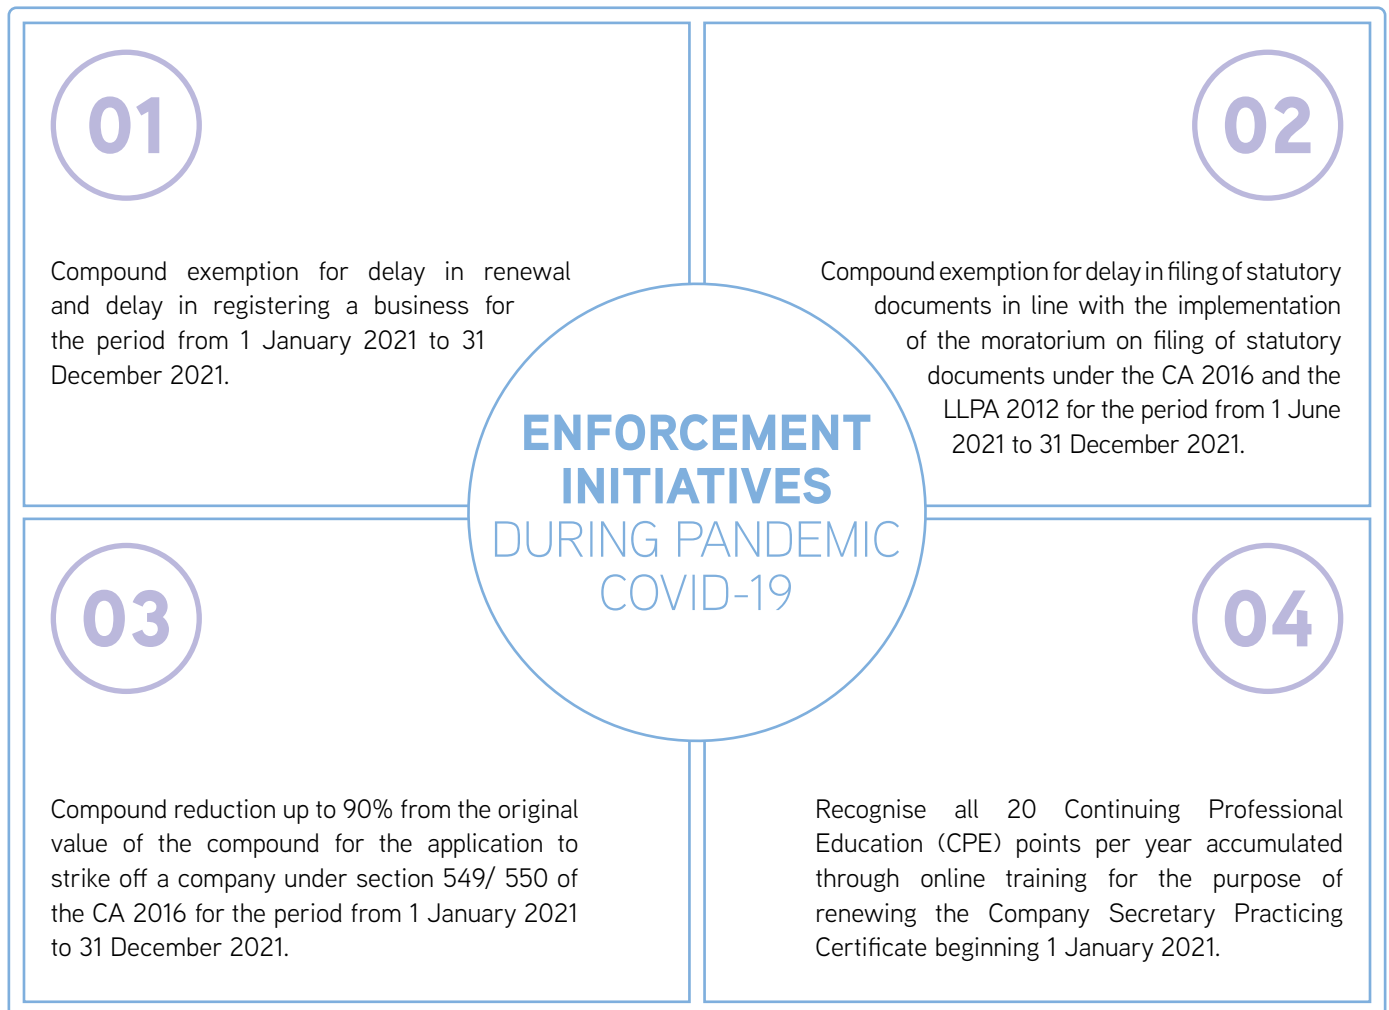 01
Compound exemption for delay in renewal
and delay in registering a business for
the period from 1 January 2021 to 31
December 2021.
02
Compound exemption for delay in filing of statutory
documents in line with the implementation
of the moratorium on filing of statutory
documents under the CA 2016 and the
LLPA 2012 for the period from 1 June
2021 to 31 December 2021.
ENFORCEMENT
INITIATIVES
DURING PANDEMIC
COVID-19
03
Compound reduction up to 90% from the original
value of the compound for the application to
strike off a company under section 549/ 550 of
the CA 2016 for the period from 1 January 2021
to 31 December 2021.
04
Recognise all 20 Continuing Professional
Education (CPE) points per year accumulated
through online training for the purpose of
renewing the Company Secretary Practicing
Certificate beginning 1 January 2021.